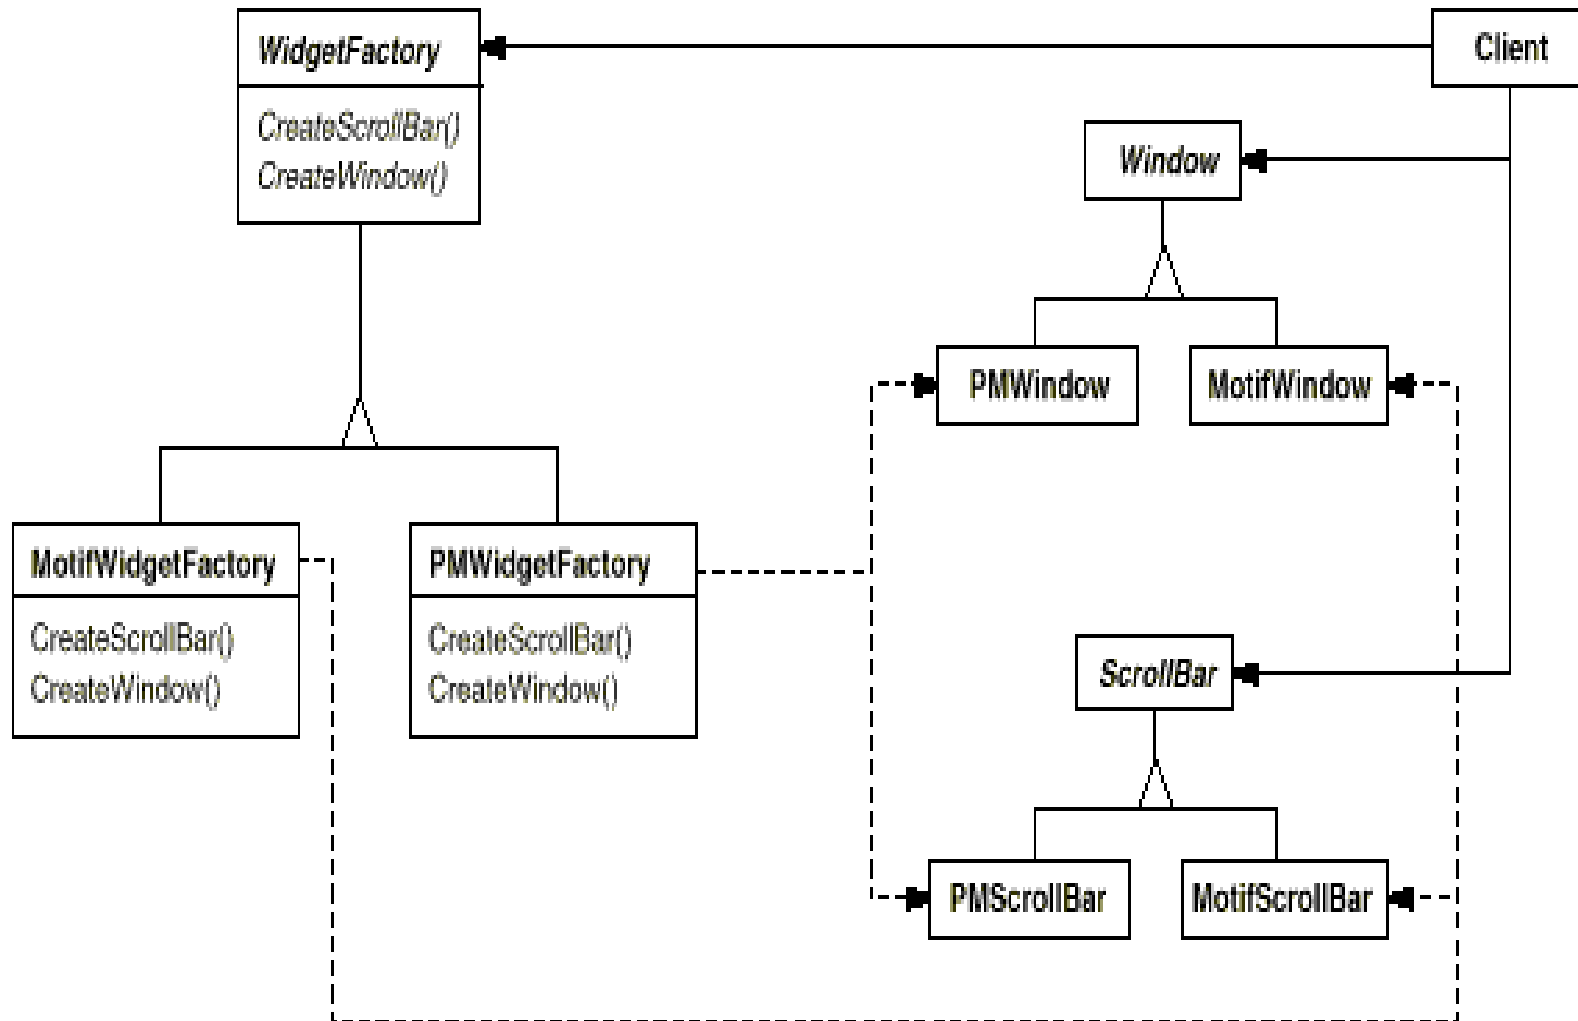 WidgetFactory
CreateScrollBar()
CreateWindow()
Client
Window
PMWindow
MotifWindow
MotifWidgetFactory
CreateScrollBar()
CreateWindow()
PMWidgetFactory
CreateScrollBar()
CreateWindow()
ScrollBar
PMScrollBar
MotifScrollBar